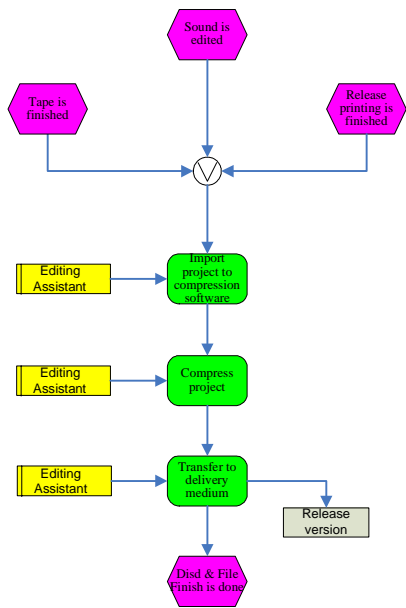 Sound is
edited
Tape is
finished
Release
printing is
finished
Import
project to
compression
software
Editing
Assistant
Compress
project
Editing
Assistant
Transfer to
delivery
medium
Editing
Assistant
Release
version
Disd & File
Finish is done